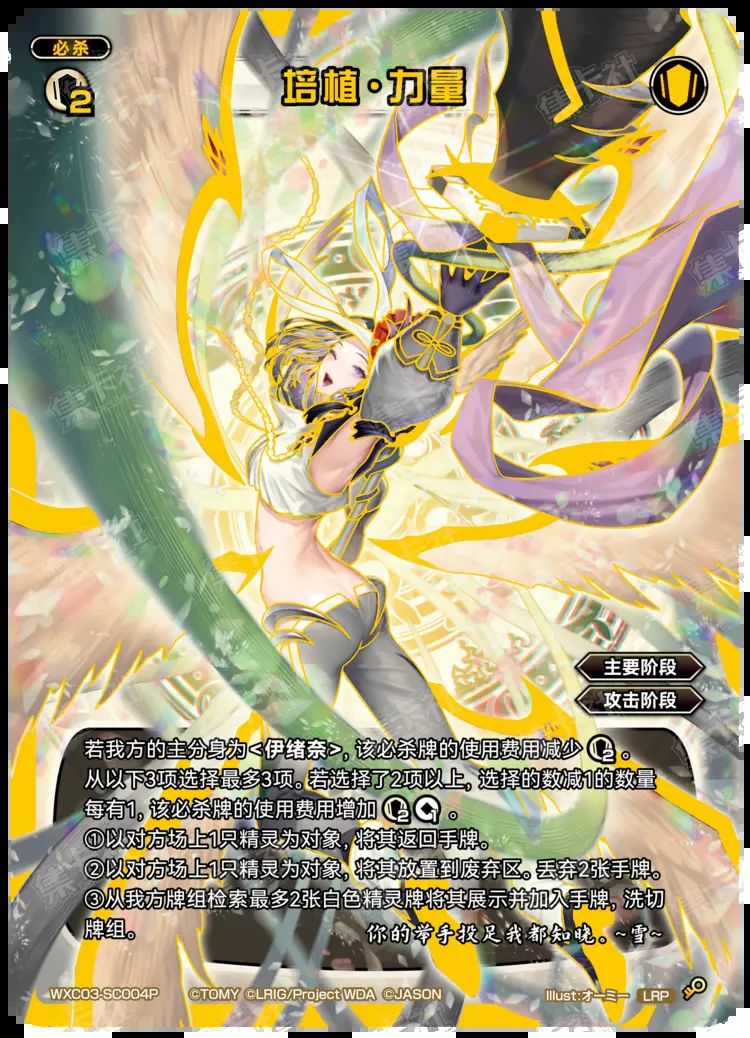 必杀
2
培植·力量
主要阶段
攻击阶段
若我方的主分身为<伊绪奈>, 该必杀牌的使用费用减少 2 。
从以下3项选择最多3项。若选择了2项以上, 选择的数减1的数量
每有1, 该必杀牌的使用费用增加 2 1 。
①以对方场上1只精灵为对象, 将其返回手牌。
②以对方场上1只精灵为对象, 将其放置到废弃区。丢弃2张手牌。
③从我方牌组检索最多2张白色精灵牌将其展示并加入手牌, 洗切
牌组。
你的举手投足我都知晓。~雪~
WXC03-SC004P ©TOMY ©LRIG/Project WDA ©JASON Illust:オーミー LRP
集卡社